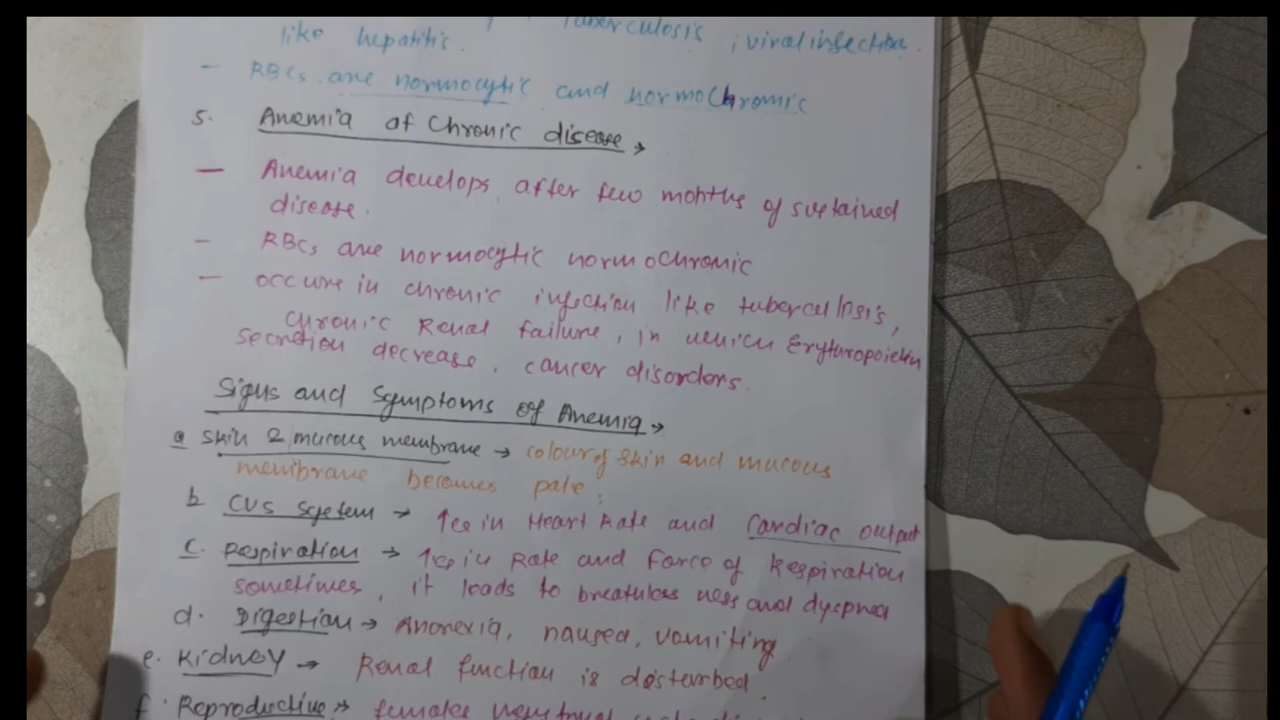 Tuberculosis, viral infection
like hepatitis.
- RBCs are normocytic and normochromic
5. Anemia of Chronic disease →
- Anemia develops after few months of sustained
disease.
- RBCs are normocytic normochromic
- occurs in chronic infection like
chronic Renal failure, in which Erythropoietin
secretion decrease, cancer disorders.
Signs and Symptoms of Anemia →
a Skin & mucous membrane → colour of skin and mucous
membrane becomes pale.
b CVS System → ↑es in Heart Rate and Cardiac output
c. Respiration → ↑es in Rate and Force of Respiration
sometimes, it leads to breathlessness and dyspnea
d. Digestion → Anorexia, nausea, vomiting
e. Kidney → Renal function is disturbed.
f. Reproductive → females menstrual